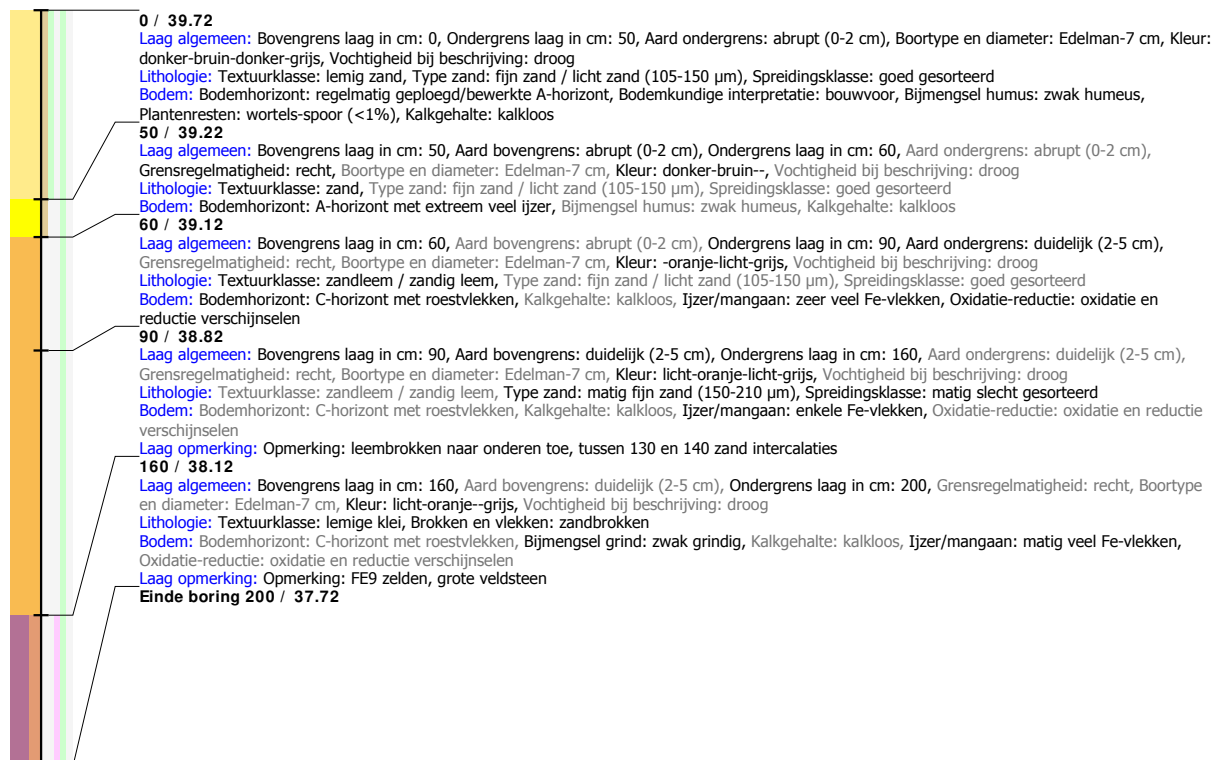 0 / 39.72
Laag algemeen: Bovengrens laag in cm: 0, Ondergrens laag in cm: 50, Aard ondergrens: abrupt (0-2 cm), Boortype en diameter: Edelman-7 cm, Kleur:
donker-bruin-donker-grijs, Vochtigheid bij beschrijving: droog
Lithologie: Textuurklasse: lemig zand, Type zand: fijn zand / licht zand (105-150 µm), Spreidingsklasse: goed gesorteerd
Bodem: Bodemhorizont: regelmatig geploegd/bewerkte A-horizont, Bodemkundige interpretatie: bouwvoor, Bijmengsel humus: zwak humeus,
Plantenresten: wortels-spoor (<1%), Kalkgehalte: kalkloos
50 / 39.22
Laag algemeen: Bovengrens laag in cm: 50, Aard bovengrens: abrupt (0-2 cm), Ondergrens laag in cm: 60, Aard ondergrens: abrupt (0-2 cm),
Grensregelmatigheid: recht, Boortype en diameter: Edelman-7 cm, Kleur: donker-bruin--, Vochtigheid bij beschrijving: droog
Lithologie: Textuurklasse: zand, Type zand: fijn zand / licht zand (105-150 µm), Spreidingsklasse: goed gesorteerd
Bodem: Bodemhorizont: A-horizont met extreem veel ijzer, Bijmengsel humus: zwak humeus, Kalkgehalte: kalkloos
60 / 39.12
Laag algemeen: Bovengrens laag in cm: 60, Aard bovengrens: abrupt (0-2 cm), Ondergrens laag in cm: 90, Aard ondergrens: duidelijk (2-5 cm),
Grensregelmatigheid: recht, Boortype en diameter: Edelman-7 cm, Kleur: -oranje-licht-grijs, Vochtigheid bij beschrijving: droog
Lithologie: Textuurklasse: zandleem / zandig leem, Type zand: fijn zand / licht zand (105-150 µm), Spreidingsklasse: goed gesorteerd
Bodem: Bodemhorizont: C-horizont met roestvlekken, Kalkgehalte: kalkloos, Ijzer/mangaan: zeer veel Fe-vlekken, Oxidatie-reductie: oxidatie en
reductie verschijnselen
90 / 38.82
Laag algemeen: Bovengrens laag in cm: 90, Aard bovengrens: duidelijk (2-5 cm), Ondergrens laag in cm: 160, Aard ondergrens: duidelijk (2-5 cm),
Grensregelmatigheid: recht, Boortype en diameter: Edelman-7 cm, Kleur: licht-oranje-licht-grijs, Vochtigheid bij beschrijving: droog
Lithologie: Textuurklasse: zandleem / zandig leem, Type zand: matig fijn zand (150-210 µm), Spreidingsklasse: matig slecht gesorteerd
Bodem: Bodemhorizont: C-horizont met roestvlekken, Kalkgehalte: kalkloos, Ijzer/mangaan: enkele Fe-vlekken, Oxidatie-reductie: oxidatie en reductie
verschijnselen
Laag opmerking: Opmerking: leembrokken naar onderen toe, tussen 130 en 140 zand intercalaties
160 / 38.12
Laag algemeen: Bovengrens laag in cm: 160, Aard bovengrens: duidelijk (2-5 cm), Ondergrens laag in cm: 200, Grensregelmatigheid: recht, Boortype
en diameter: Edelman-7 cm, Kleur: licht-oranje--grijs, Vochtigheid bij beschrijving: droog
Lithologie: Textuurklasse: lemige klei, Brokken en vlekken: zandbrokken
Bodem: Bodemhorizont: C-horizont met roestvlekken, Bijmengsel grind: zwak grindig, Kalkgehalte: kalkloos, Ijzer/mangaan: matig veel Fe-vlekken,
Oxidatie-reductie: oxidatie en reductie verschijnselen
Laag opmerking: Opmerking: FE9 zelden, grote veldsteen
Einde boring 200 / 37.72